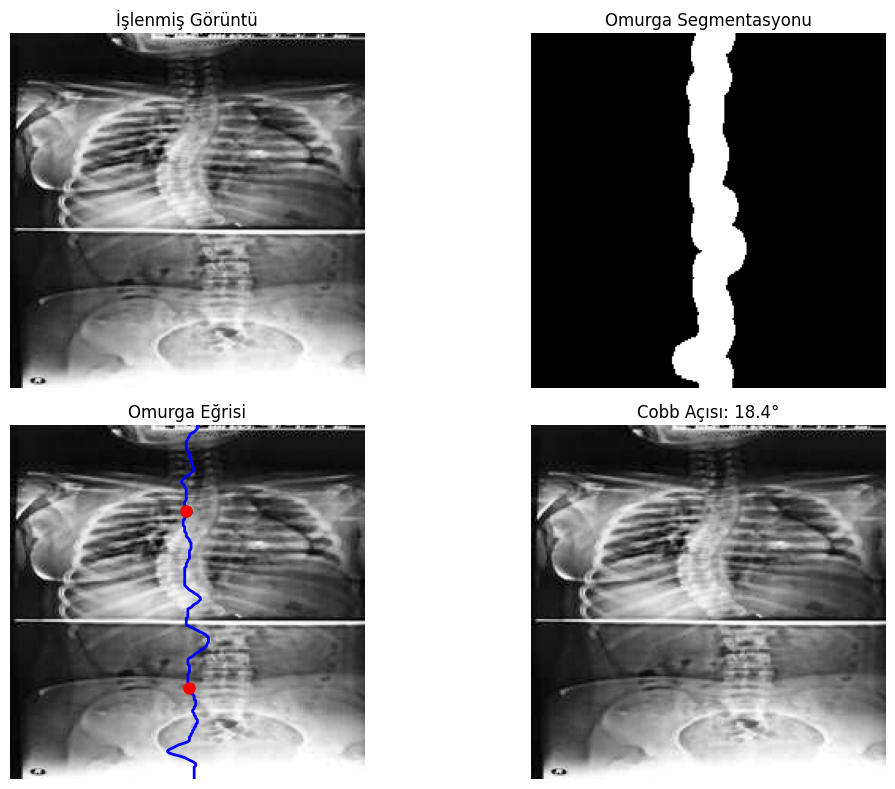 İşlenmiş Görüntü
Omurga Segmentasyonu
Omurga Eğrisi
Cobb Açısı: 18.4°